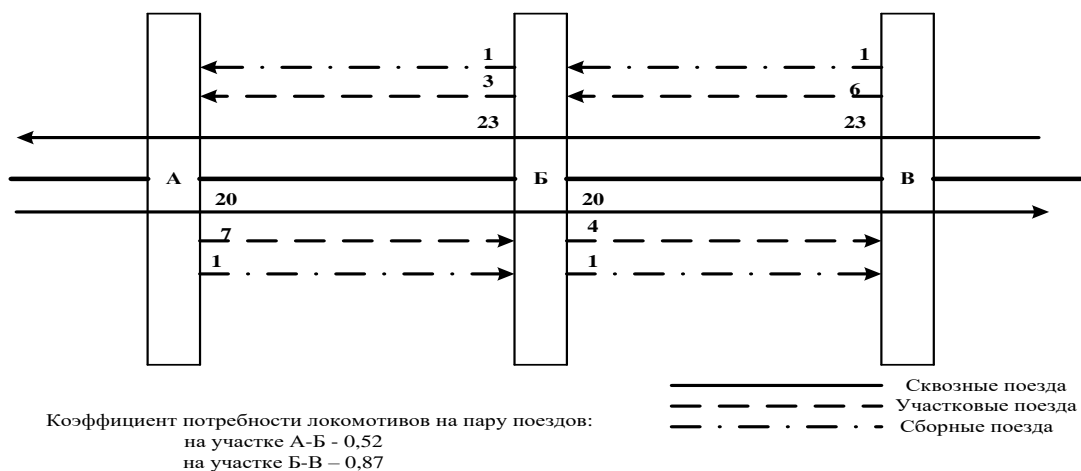 1 1
3 6
23 23
А Б В
20 20
7 4
1 1
Сквозные поезда
Участковые поезда
Сборные поезда
Коэффициент потребности локомотивов на пару поездов:
на участке А-Б - 0,52
на участке Б-В – 0,87